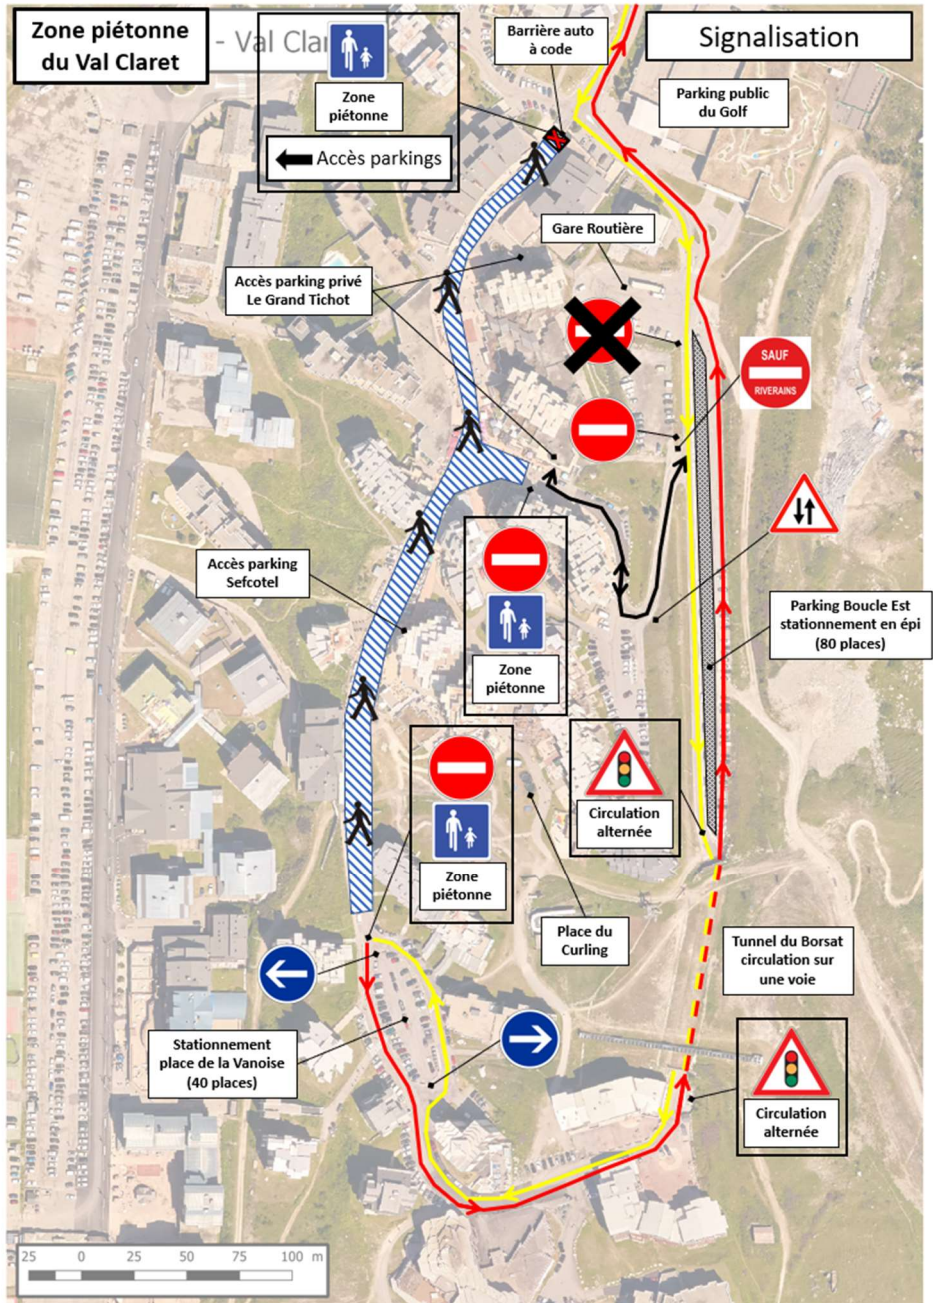 Zone piétonne
du Val Claret
- Val Clar
Signalisation
Barrière auto
à code
Zone
piétonne
Accès parkings
Parking public
du Golf
Gare Routière
Accès parking privé
Le Grand Tichot
SAUF
RIVERAINS
Accès parking
Sefcotel
Zone
piétonne
Parking Boucle Est
stationnement en épi
(80 places)
Circulation
alternée
Zone
piétonne
Place du
Curling
Tunnel du Borsat
circulation sur
une voie
Stationnement
place de la Vanoise
(40 places)
Circulation
alternée
25 0 25 50 75 100 m